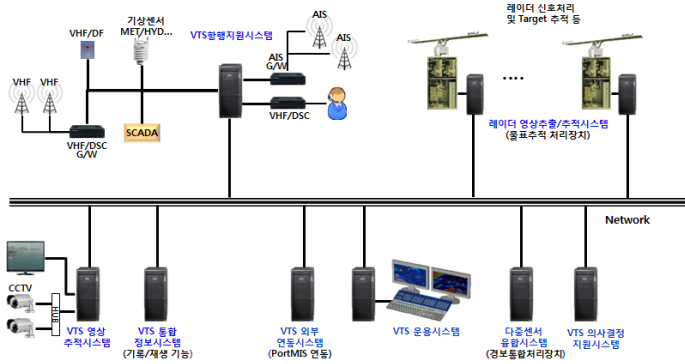 VHF/DF
기상센서
MET/HYD...
VTS항행지원시스템
AIS
AIS
AIS
G/W
VHF
VHF
VHF/DSC
G/W
SCADA
VHF/DSC
레이더 신호처리
및 Target 추적 등
....
레이더 영상추출/추적시스템
(물표추적 처리장치)
Network
CCTV
HUB
VTS 영상
추적시스템
VTS 통합
정보시스템
(기록/재생 기능)
VTS 외부
연동시스템
(PortMIS 연동)
VTS 운용시스템
다중센서
융합시스템
(경보통합처리장치)
VTS 의사결정
지원시스템